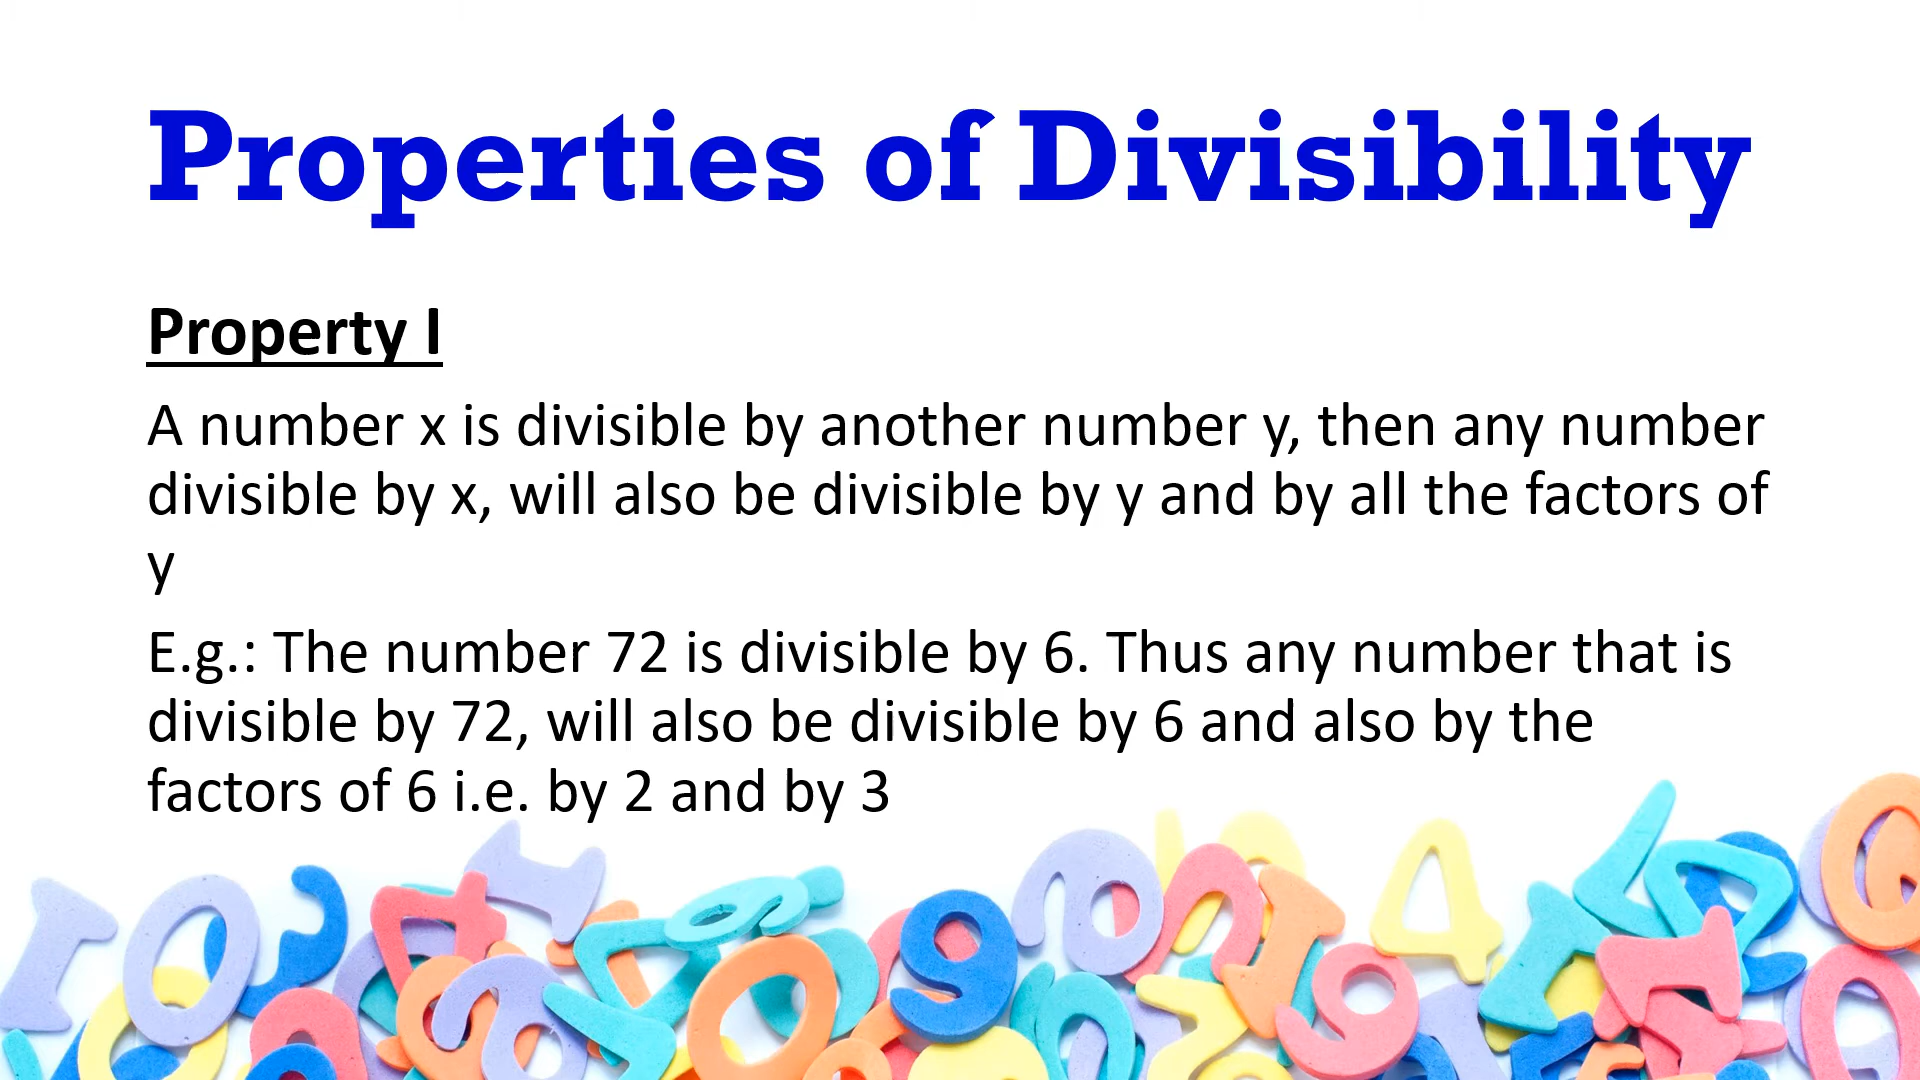 Properties of Divisibility
Property I
A number x is divisible by another number y, then any number
divisible by x, will also be divisible by y and by all the factors of
y
E.g.: The number 72 is divisible by 6. Thus any number that is
divisible by 72, will also be divisible by 6 and also by the
factors of 6 i.e. by 2 and by 3